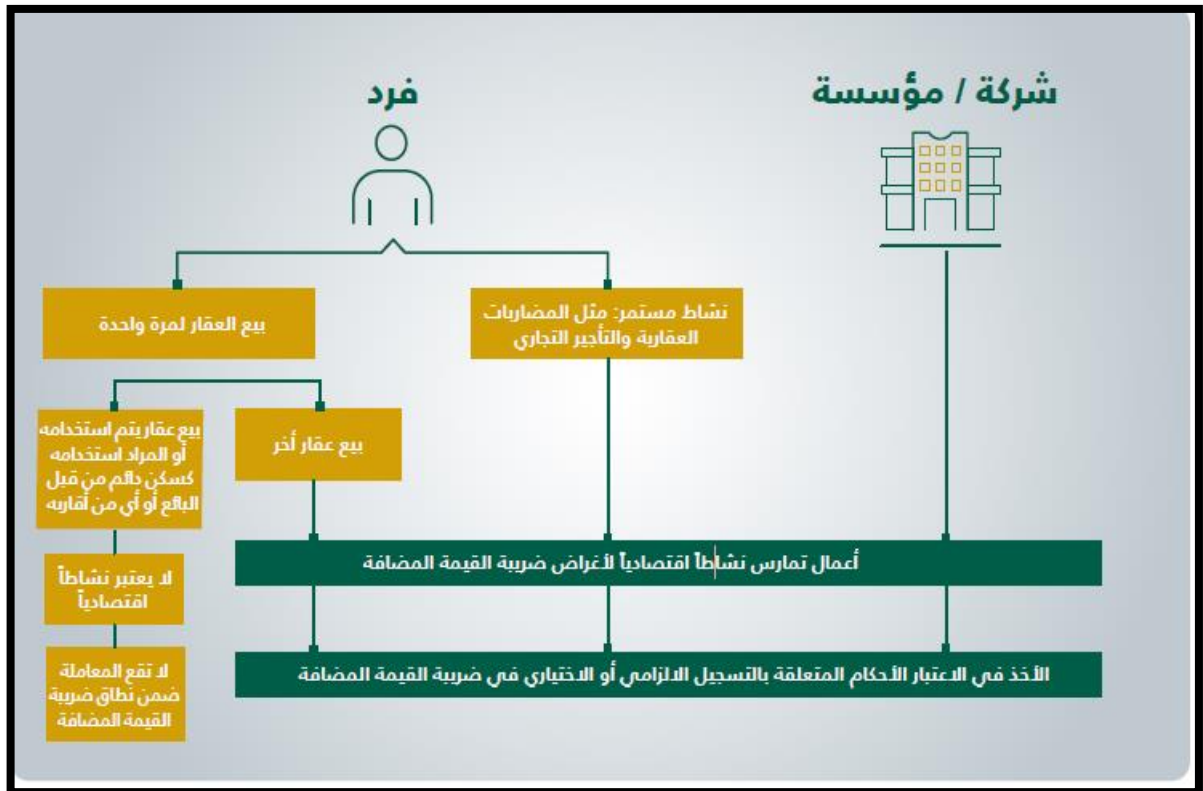 شركة / مؤسسة
فرد
نشاط مستمر: مثل المضاربات
العقارية والتأجير التجاري
بيع العقار لمرة واحدة
بيع عقار أخر
بيع عقاريتم استخدامه
أو المراد استخدامه
كسكن دائم من قبل
البائع أو أي من أقاربه
أعمال تمارس نشاطاً اقتصادياً لأغراض ضريبة القيمة المضافة
لا يعتبر نشاطاً
اقتصادياً
الأخذ في الاعتبار الأحكام المتعلقة بالتسجيل الالزامي أو الاختياري في ضريبة القيمة المضافة
لا تقع المعاملة
ضمن نطاق ضريبة
القيمة المضافة